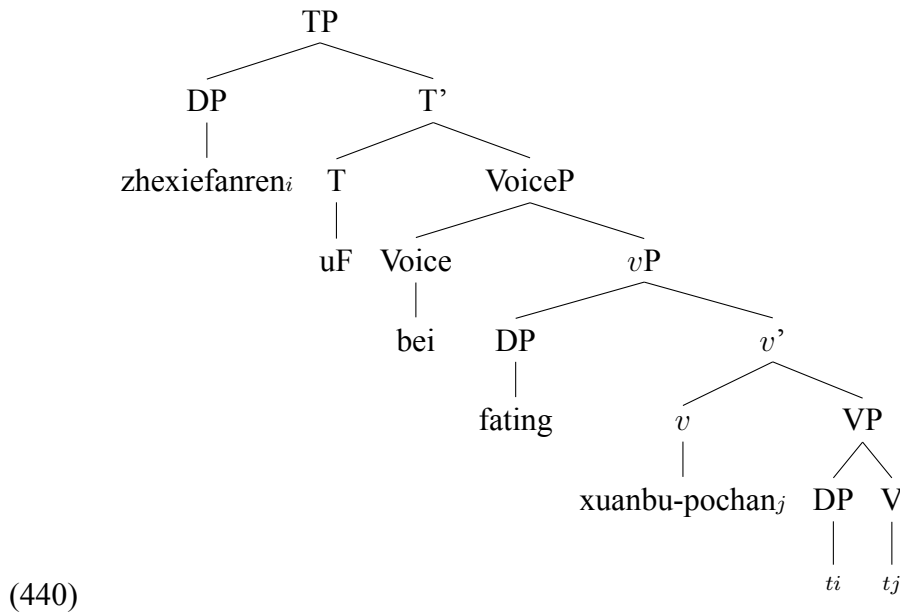 TP
DP T’
zhexiefanreni T VoiceP
uF Voice vP
bei DP v’
fating v VP
xuanbu-pochanj DP V
ti tj
(440)